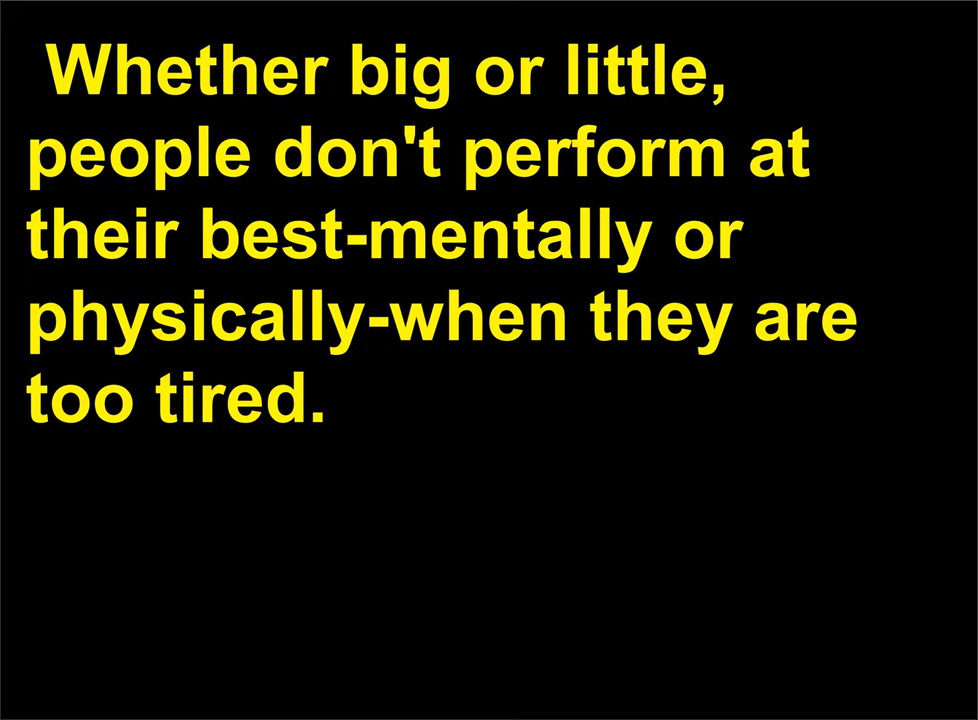 Whether big or little,
people don't perform at
their best-mentally or
physically-when they are
too tired.